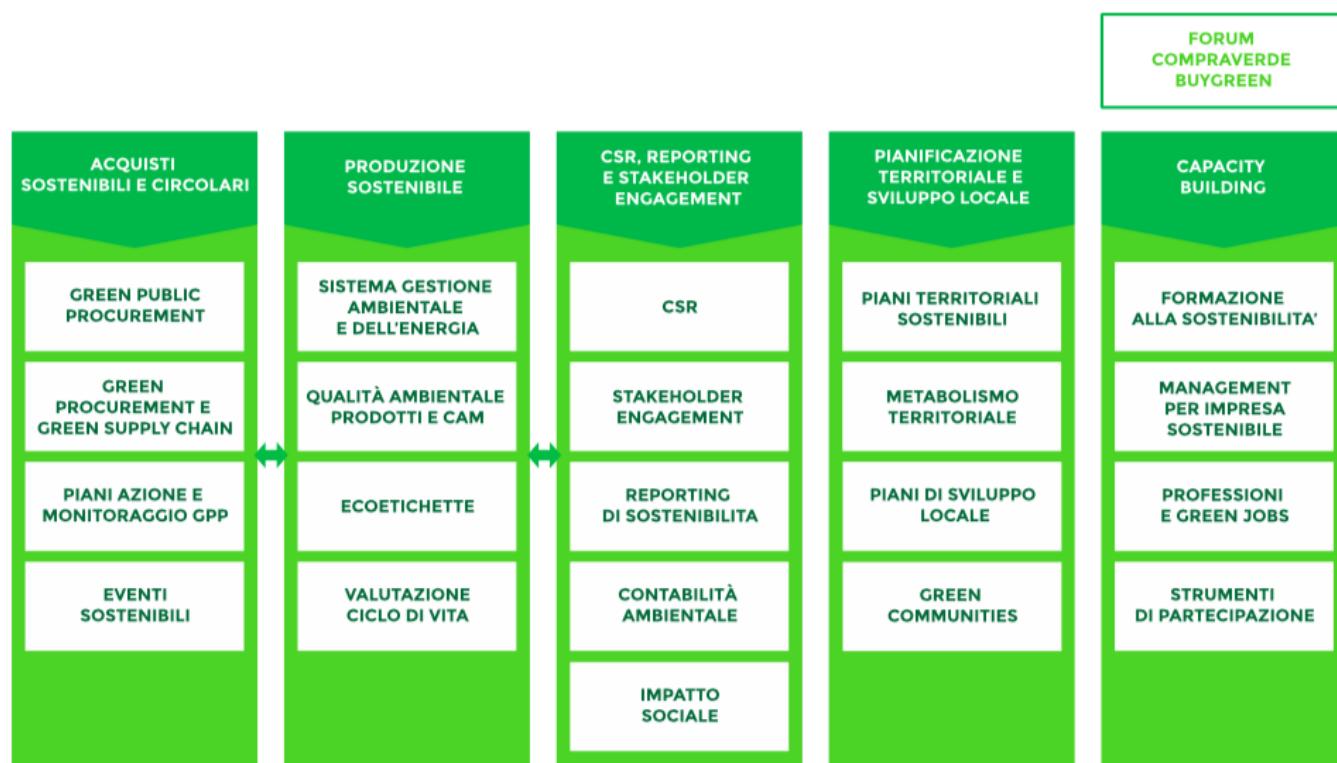 FORUM
COMPRAVERDE
BUYGREEN
ACQUISTI
SOSTENIBILI E CIRCOLARI
GREEN PUBLIC
PROCUREMENT
GREEN
PROCUREMENT E
GREEN SUPPLY CHAIN
PIANI AZIONE E
MONITORAGGIO GPP
EVENTI
SOSTENIBILI
PRODUZIONE
SOSTENIBILE
SISTEMA GESTIONE
AMBIENTALE
E DELL'ENERGIA
QUALITÀ AMBIENTALE
PRODOTTI E CAM
ECOETICHETTE
VALUTAZIONE
CICLO DI VITA
CSR, REPORTING
E STAKEHOLDER
ENGAGEMENT
CSR
STAKEHOLDER
ENGAGEMENT
REPORTING
DI SOSTENIBILITA
CONTABILITÀ
AMBIENTALE
IMPATTO
SOCIALE
PIANIFICAZIONE
TERRITORIALE E
SVILUPPO LOCALE
PIANI TERRITORIALI
SOSTENIBILI
METABOLISMO
TERRITORIALE
PIANI DI SVILUPPO
LOCALE
GREEN
COMMUNITIES
CAPACITY
BUILDING
FORMAZIONE
ALLA SOSTENIBILITA'
MANAGEMENT
PER IMPRESA
SOSTENIBILE
PROFESSIONI
E GREEN JOBS
STRUMENTI
DI PARTECIPAZIONE